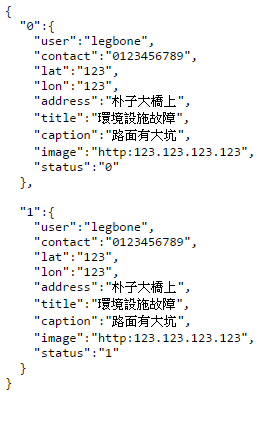 {
"0":{
"user":"legbone",
"contact":"0123456789",
"lat":"123",
"lon":"123",
"address":"朴子大橋上",
"title":"環境設施故障",
"caption":"路面有大坑",
"image":"http:123.123.123.123",
"status":"0"
},
"1":{
"user":"legbone",
"contact":"0123456789",
"lat":"123",
"lon":"123",
"address":"朴子大橋上",
"title":"環境設施故障",
"caption":"路面有大坑",
"image":"http:123.123.123.123",
"status":"1"
}
}